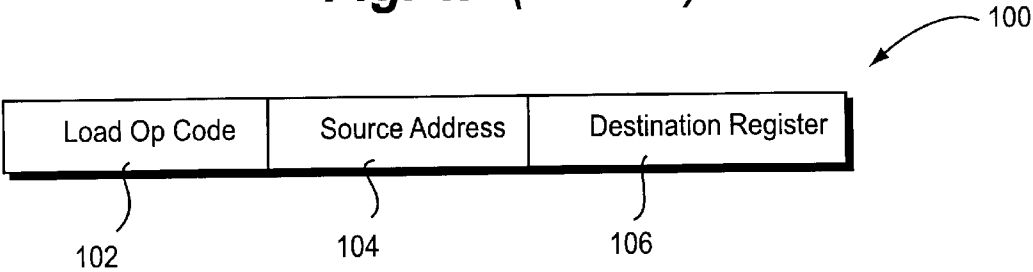 100
Load Op Code
Source Address
Destination Register
102
104
106